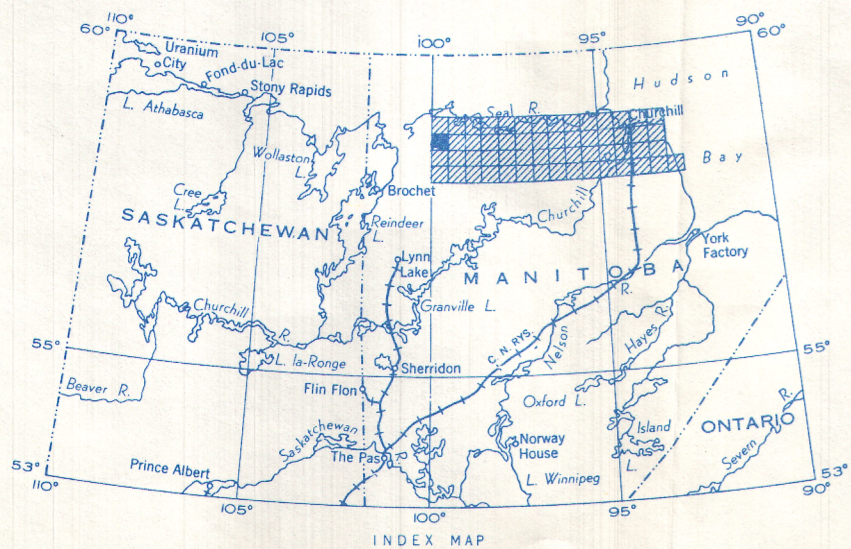 110°
60°
105°
100°
95°
90°
60°
Uranium
City
Fond-du-Lac
Stony Rapids
L. Athabasca
Hudson
Seal R.
Churchill
Wollaston
L.
Bay
Brochet
Cree
L.
Churchill
SASKATCHEWAN
Reindeer
L.
York
Factory
Lynn
Lake
MANITOBA
R.
Granville L.
Churchill
R.
C. N. RYS.
Nelson
Hayes R.
55°
L. la-Ronge
Sherridon
55°
Beaver R.
Flin Flon
Oxford L.
Island
L.
ONTARIO
Severn R.
Saskatchewan
R.
The Pas
Norway
House
Prince Albert
L. Winnipeg
53°
110°
105°
100°
95°
53°
90°
INDEX MAP